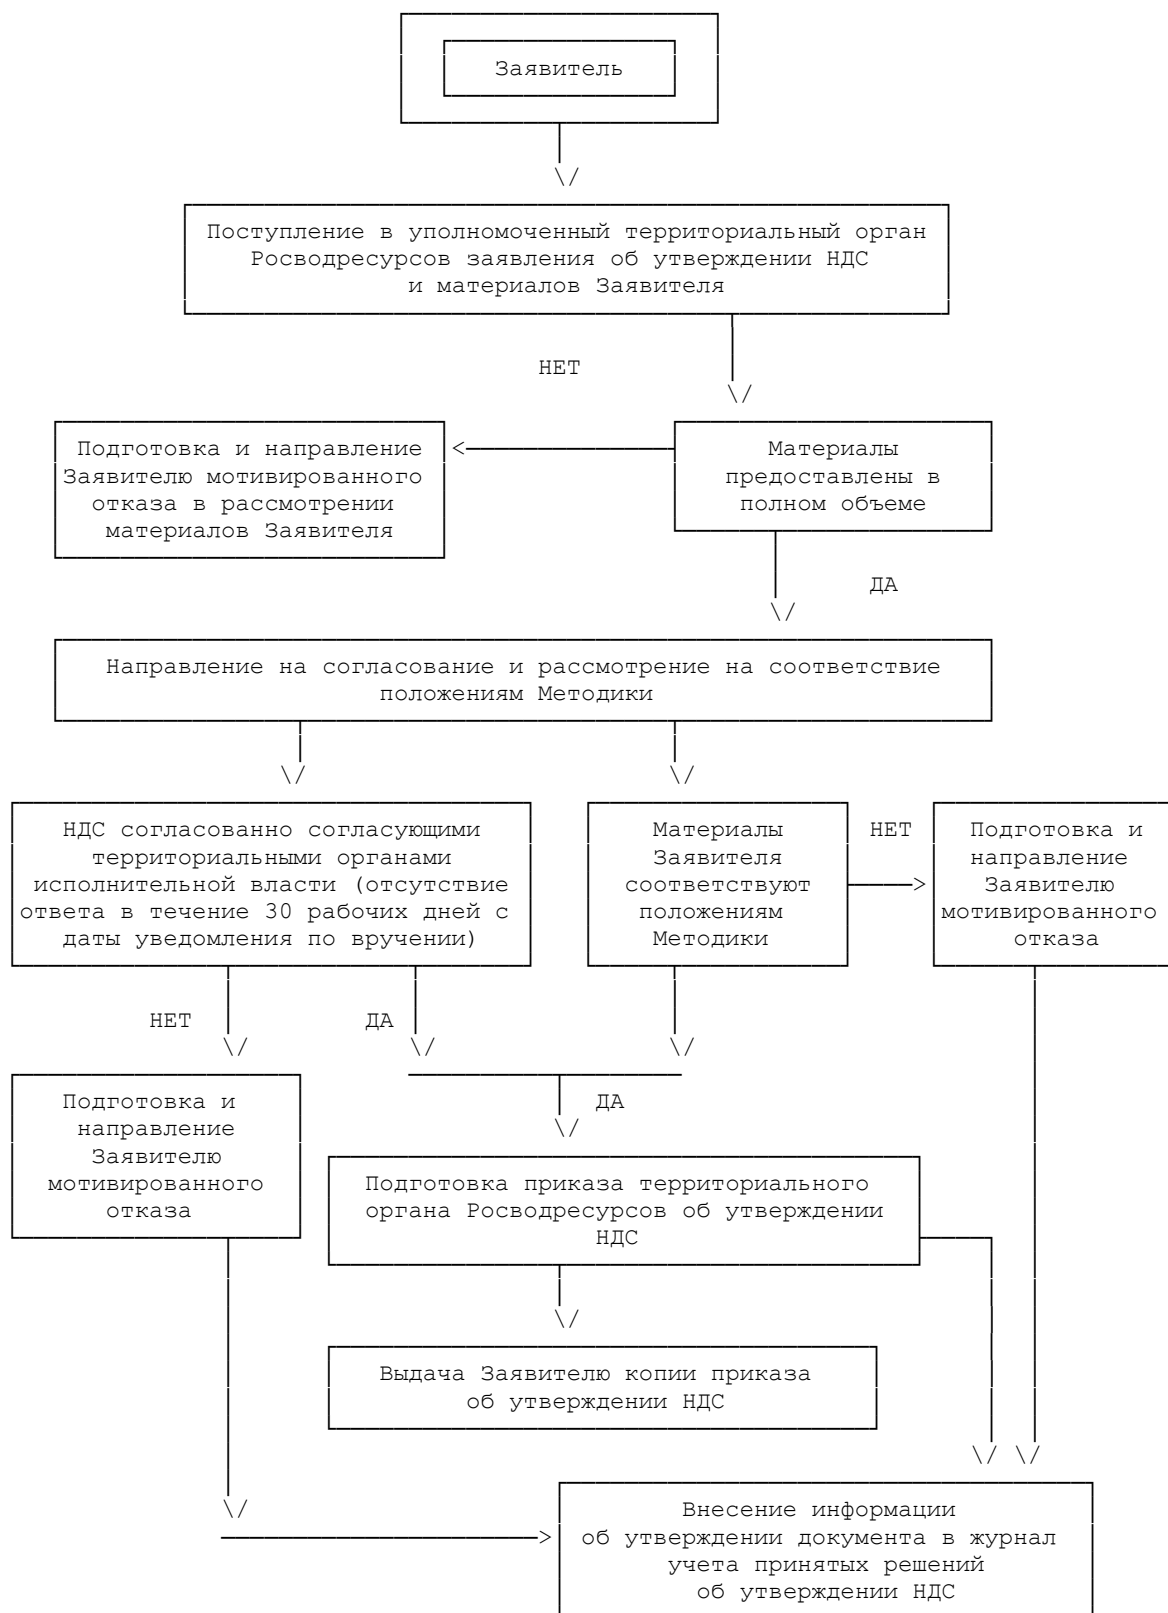 Заявитель
Поступление в уполномоченный территориальный орган
Росводресурсов заявления об утверждении НДС
и материалов Заявителя
НЕТ
Подготовка и направление
Заявителю мотивированного
отказа в рассмотрении
материалов Заявителя
Материалы
предоставлены в
полном объеме
ДА
Направление на согласование и рассмотрение на соответствие
положениям Методики
НДС согласованно согласующими
территориальными органами
исполнительной власти (отсутствие
ответа в течение 30 рабочих дней с
даты уведомления по вручении)
Материалы
Заявителя
соответствуют
положениям
Методики
НЕТ
Подготовка и
направление
Заявителю
мотивированного
отказа
НЕТ
ДА
Подготовка и
направление
Заявителю
мотивированного
отказа
ДА
Подготовка приказа территориального
органа Росводресурсов об утверждении
НДС
Выдача Заявителю копии приказа
об утверждении НДС
Внесение информации
об утверждении документа в журнал
учета принятых решений
об утверждении НДС